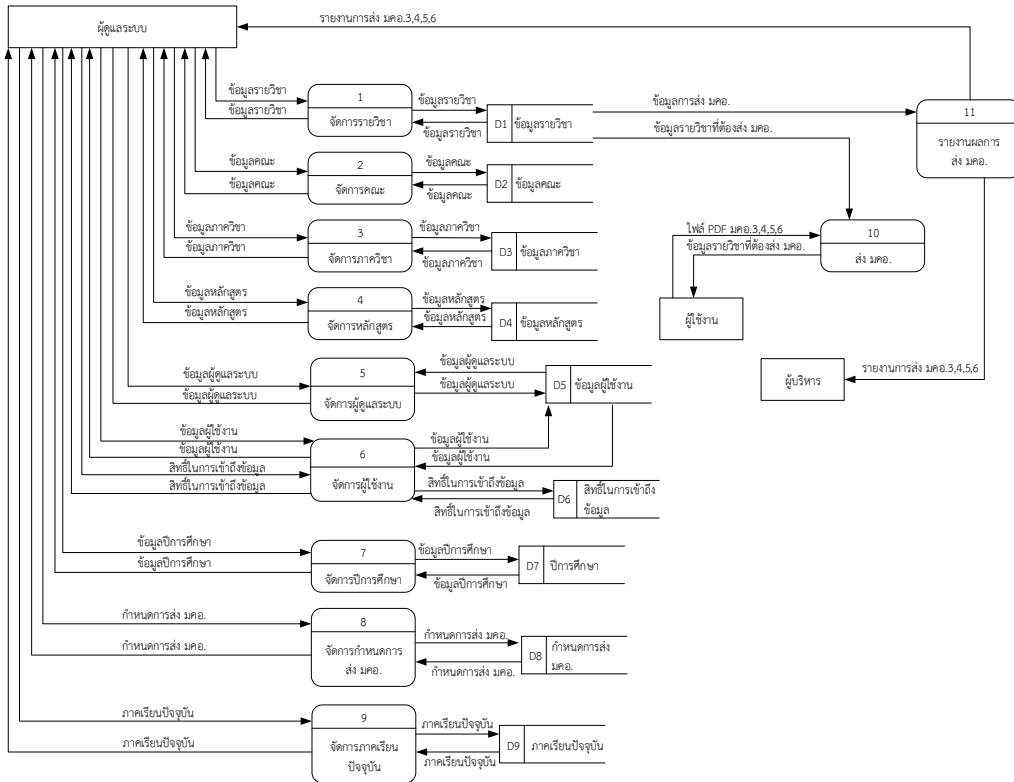 ผู้ดูแลระบบ
รายงานการส่ง มคอ.3,4,5,6
ข้อมูลรายวิชา
ข้อมูลรายวิชา
1
จัดการรายวิชา
ข้อมูลรายวิชา
ข้อมูลรายวิชา
D1
ข้อมูลรายวิชา
ข้อมูลการส่ง มคอ.
ข้อมูลรายวิชาที่ต้องส่ง มคอ.
11
รายงานผลการ
ส่ง มคอ.
ข้อมูลคณะ
ข้อมูลคณะ
2
จัดการคณะ
ข้อมูลคณะ
ข้อมูลคณะ
D2
ข้อมูลคณะ
ข้อมูลภาควิชา
ข้อมูลภาควิชา
3
จัดการภาควิชา
ข้อมูลภาควิชา
ข้อมูลภาควิชา
D3
ข้อมูลภาควิชา
ไฟล์ PDF มคอ.3,4,5,6
ข้อมูลรายวิชาที่ต้องส่ง มคอ.
10
ส่ง มคอ.
ผู้ใช้งาน
ข้อมูลหลักสูตร
ข้อมูลหลักสูตร
4
จัดการหลักสูตร
ข้อมูลหลักสูตร
ข้อมูลหลักสูตร
D4
ข้อมูลหลักสูตร
ข้อมูลผู้ดูแลระบบ
ข้อมูลผู้ดูแลระบบ
5
จัดการผู้ดูแลระบบ
ข้อมูลผู้ดูแลระบบ
ข้อมูลผู้ดูแลระบบ
D5
ข้อมูลผู้ใช้งาน
ผู้บริหาร
รายงานการส่ง มคอ.3,4,5,6
ข้อมูลผู้ใช้งาน
ข้อมูลผู้ใช้งาน
สิทธิ์ในการเข้าถึงข้อมูล
สิทธิ์ในการเข้าถึงข้อมูล
6
จัดการผู้ใช้งาน
ข้อมูลผู้ใช้งาน
ข้อมูลผู้ใช้งาน
สิทธิ์ในการเข้าถึงข้อมูล
สิทธิ์ในการเข้าถึงข้อมูล
D6
สิทธิ์ในการเข้าถึง
ข้อมูล
ข้อมูลปีการศึกษา
ข้อมูลปีการศึกษา
7
จัดการปีการศึกษา
ข้อมูลปีการศึกษา
ข้อมูลปีการศึกษา
D7
ปีการศึกษา
กำหนดการส่ง มคอ.
กำหนดการส่ง มคอ.
8
จัดการกำหนดการ
ส่ง มคอ.
กำหนดการส่ง มคอ.
กำหนดการส่ง มคอ.
D8
กำหนดการส่ง
มคอ.
ภาคเรียนปัจจุบัน
ภาคเรียนปัจจุบัน
9
จัดการภาคเรียน
ปัจจุบัน
ภาคเรียนปัจจุบัน
ภาคเรียนปัจจุบัน
D9
ภาคเรียนปัจจุบัน